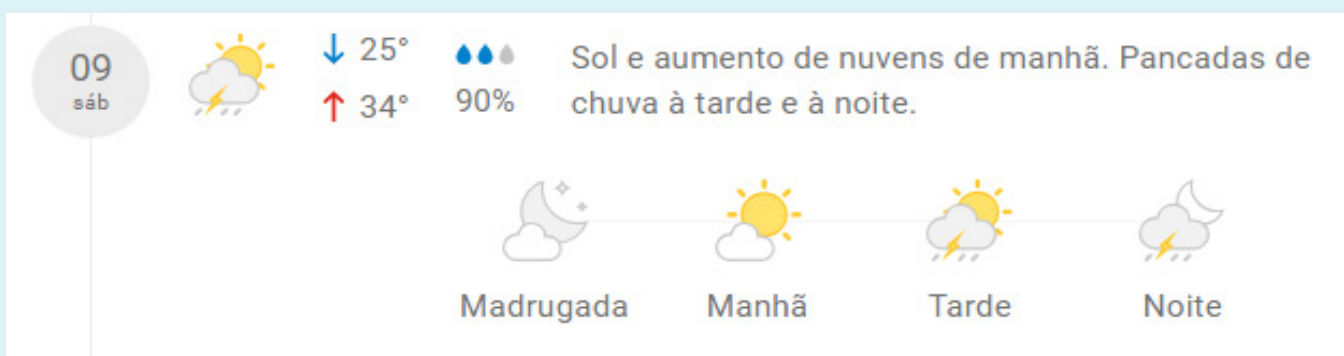 09
sáb
↓ 25°
↑ 34°
90%
Sol e aumento de nuvens de manhã. Pancadas de
chuva à tarde e à noite.
Madrugada
Manhã
Tarde
Noite